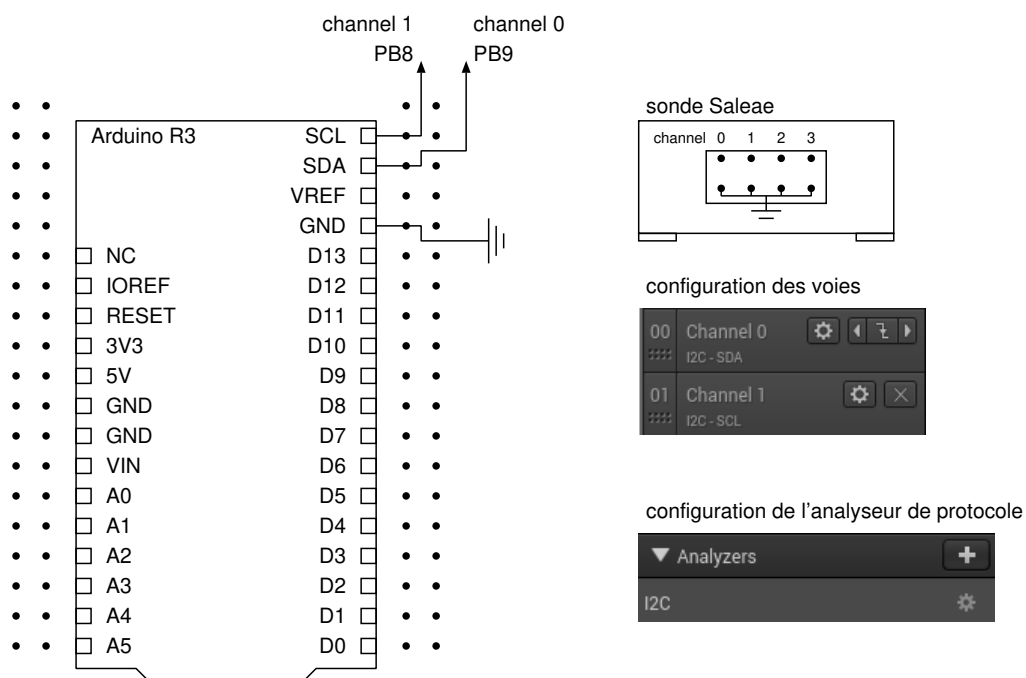 channel 1 channel 0
PB8 PB9
Arduino R3 SCL
SDA
VREF
GND
NC D13
IOREF D12
RESET D11
3V3 D10
5V D9
GND D8
GND D7
VIN D6
A0 D5
A1 D4
A2 D3
A3 D2
A4 D1
A5 D0
sonde Saleae
channel 0 1 2 3
configuration des voies
00 Channel 0
I2C - SDA
01 Channel 1
I2C - SCL
configuration de l'analyseur de protocole
Analyzers
I2C